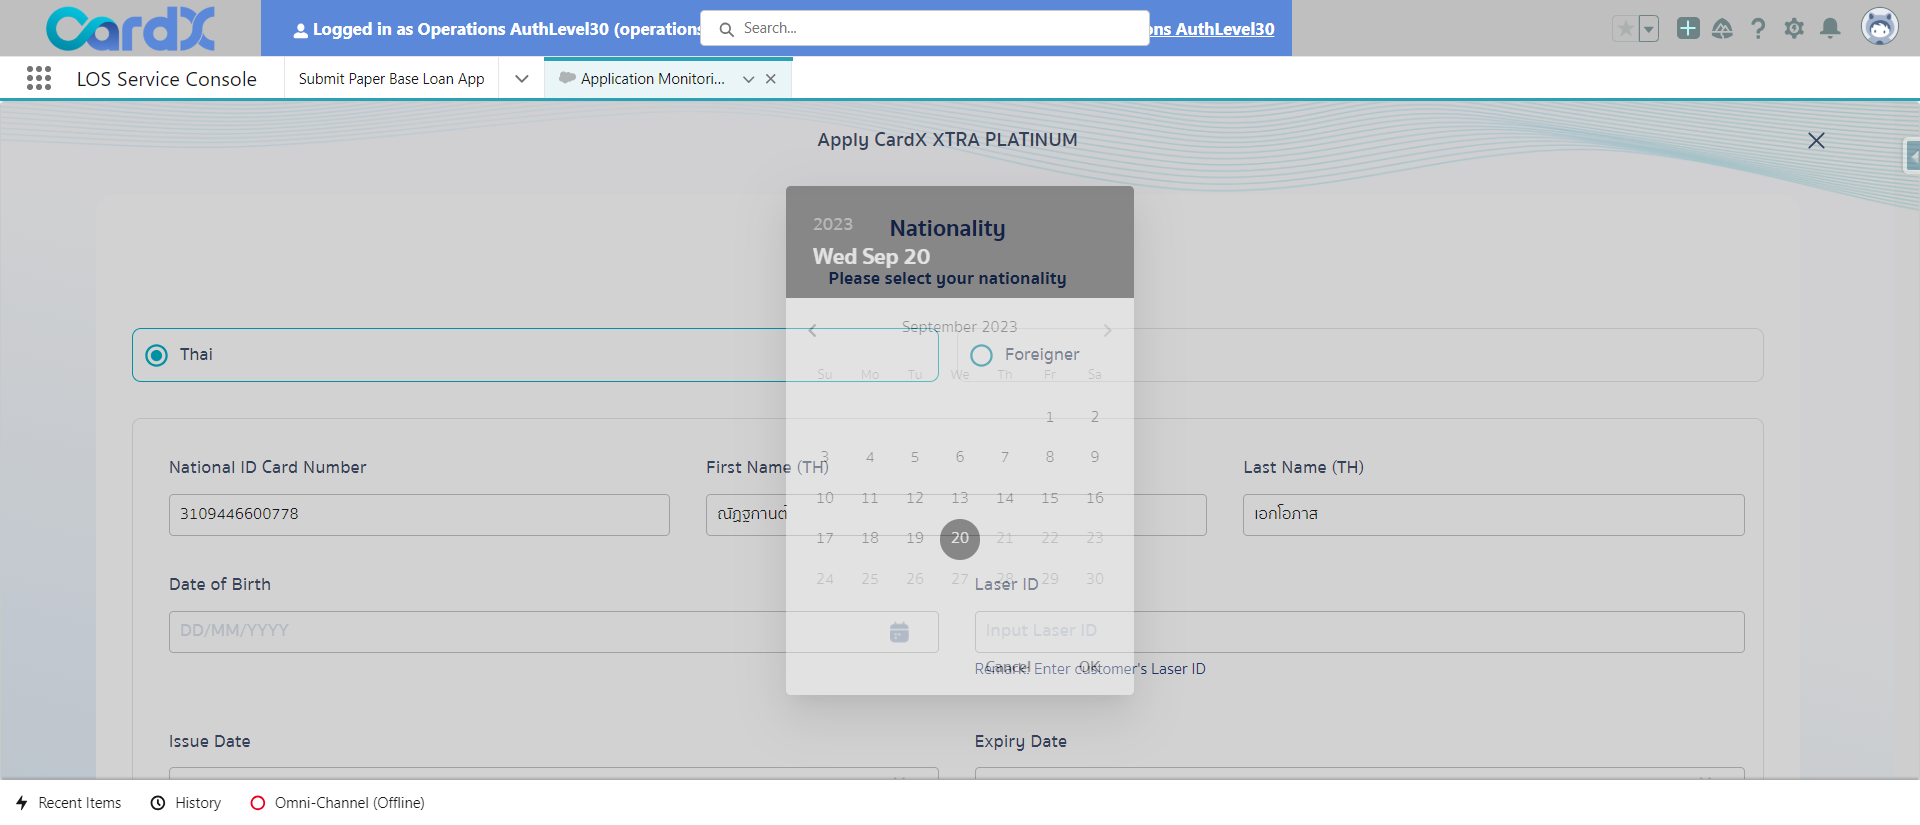 CardX
Logged in as Operations AuthLevel30 (operations
Search...
ns AuthLevel30
LOS Service Console
Submit Paper Base Loan App
Application Monitori...
Apply CardX XTRA PLATINUM
2023
Nationality
Wed Sep 20
Please select your nationality
September 2023
Thai
Foreigner
Su Mo Tu We Th Fr Sa
1 2
3 4 5 6 7 8 9
10 11 12 13 14 15 16
17 18 19 20 21 22 23
24 25 26 27 28 29 30
Cancel OK
National ID Card Number
First Name (TH)
Last Name (TH)
3109446600778
ณัฏฐกานต์
เอกโอภาส
Date of Birth
Laser ID
DD/MM/YYYY
Input Laser ID
Remark: Enter customer's Laser ID
Issue Date
Expiry Date
Recent Items
History
Omni-Channel (Offline)